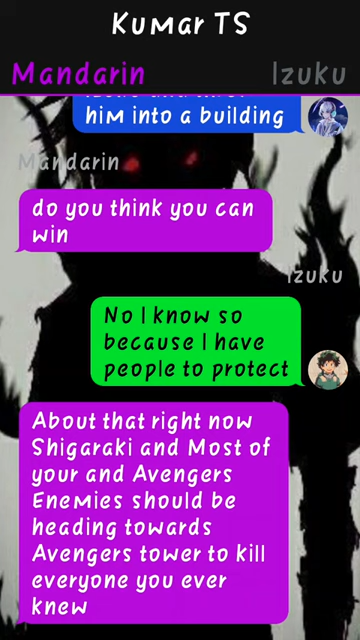 Kumar TS
Mandarin
Izuku
him into a building
Mandarin
do you think you can
win
Izuku
No I know so
because I have
people to protect
About that right now
Shigaraki and Most of
your and Avengers
Enemies should be
heading towards
Avengers tower to kill
everyone you ever
knew